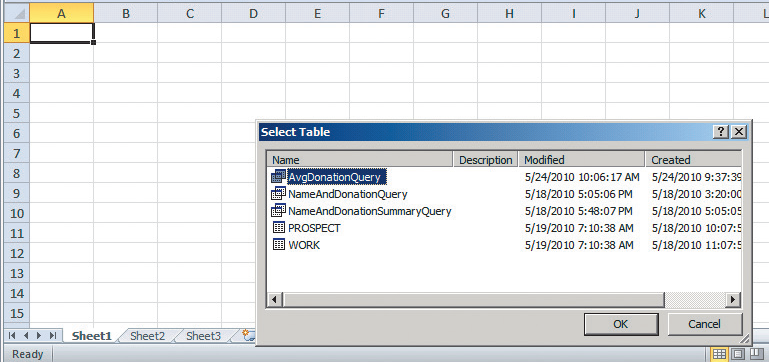 A B C D E F G H I J K L
1
2
3
4
5
6
7
8
9
10
11
12
13
14
15
Select Table
Name Description Modified Created
AvgDonationQuery 5/24/2010 10:06:17 AM 5/24/2010 9:37:39
NameAndDonationQuery 5/18/2010 5:05:06 PM 5/18/2010 3:20:00
NameAndDonationSummaryQuery 5/18/2010 5:48:07 PM 5/18/2010 5:05:05
PROSPECT 5/19/2010 7:10:38 AM 5/18/2010 10:07:5
WORK 5/19/2010 7:10:38 AM 5/18/2010 11:07:5
OK Cancel
Sheet1 Sheet2 Sheet3
Ready